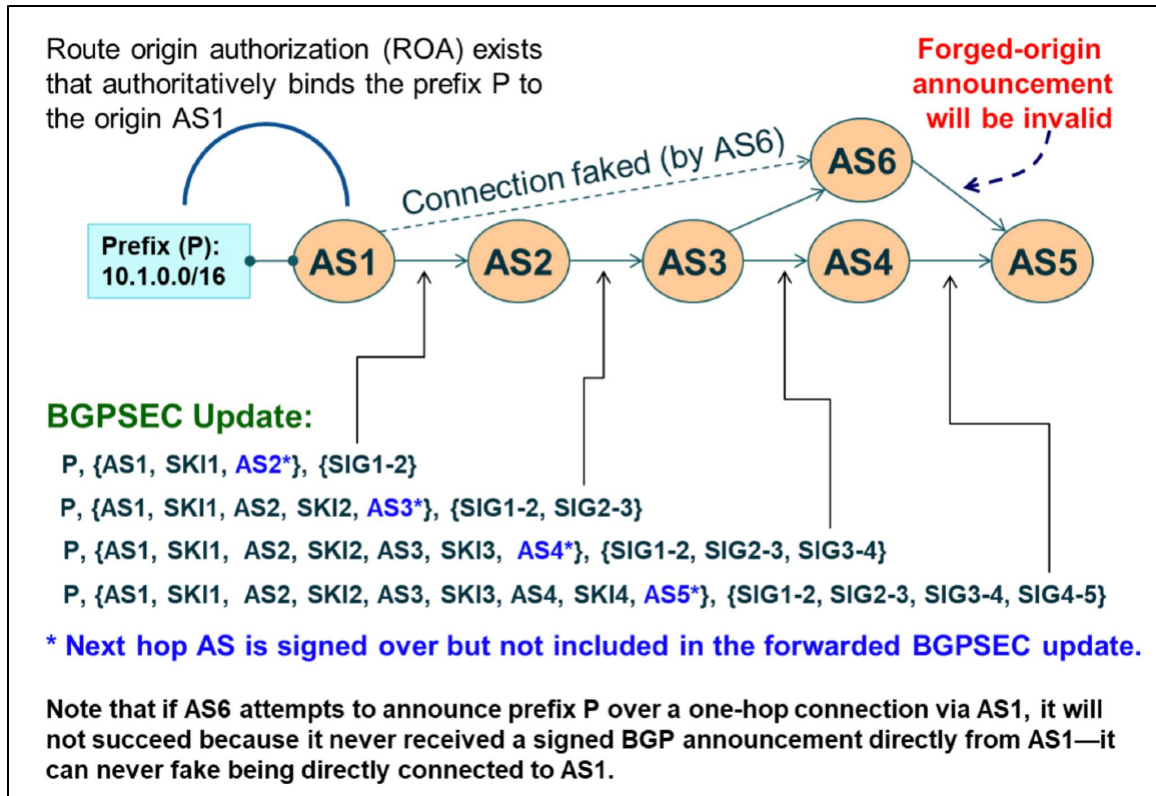 Route origin authorization (ROA) exists
that authoritatively binds the prefix P to
the origin AS1
Forged-origin
announcement
will be invalid
Connection faked (by AS6)
AS6
Prefix (P):
10.1.0.0/16
AS1
AS2
AS3
AS4
AS5
BGPSEC Update:
P, {AS1, SKI1, AS2*}, {SIG1-2}
P, {AS1, SKI1, AS2, SKI2, AS3*}, {SIG1-2, SIG2-3}
P, {AS1, SKI1, AS2, SKI2, AS3, SKI3, AS4*}, {SIG1-2, SIG2-3, SIG3-4}
P, {AS1, SKI1, AS2, SKI2, AS3, SKI3, AS4, SKI4, AS5*}, {SIG1-2, SIG2-3, SIG3-4, SIG4-5}
* Next hop AS is signed over but not included in the forwarded BGPSEC update.
Note that if AS6 attempts to announce prefix P over a one-hop connection via AS1, it will
not succeed because it never received a signed BGP announcement directly from AS1—it
can never fake being directly connected to AS1.